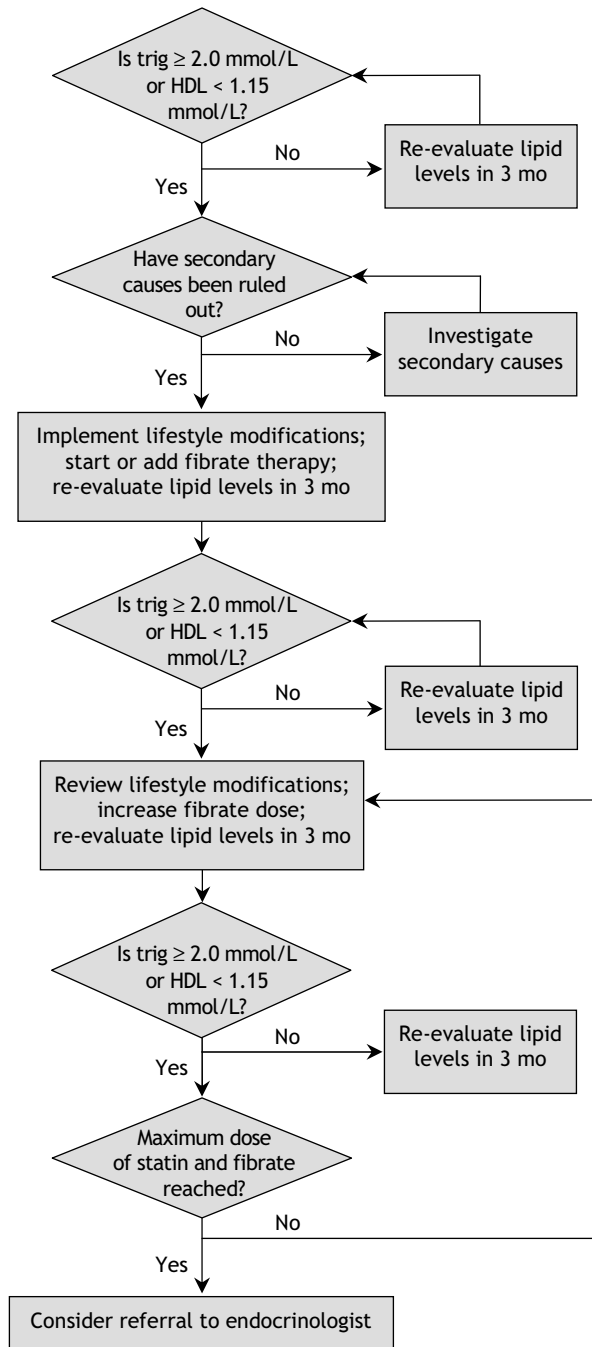 Is trig ≥ 2.0 mmol/L
or HDL < 1.15
mmol/L?
No
Yes
Re-evaluate lipid
levels in 3 mo
Have secondary
causes been ruled
out?
No
Yes
Investigate
secondary causes
Implement lifestyle modifications;
start or add fibrate therapy;
re-evaluate lipid levels in 3 mo
Is trig ≥ 2.0 mmol/L
or HDL < 1.15
mmol/L?
No
Yes
Re-evaluate lipid
levels in 3 mo
Review lifestyle modifications;
increase fibrate dose;
re-evaluate lipid levels in 3 mo
Is trig ≥ 2.0 mmol/L
or HDL < 1.15
mmol/L?
No
Yes
Re-evaluate lipid
levels in 3 mo
Maximum dose
of statin and fibrate
reached?
No
Yes
Consider referral to endocrinologist